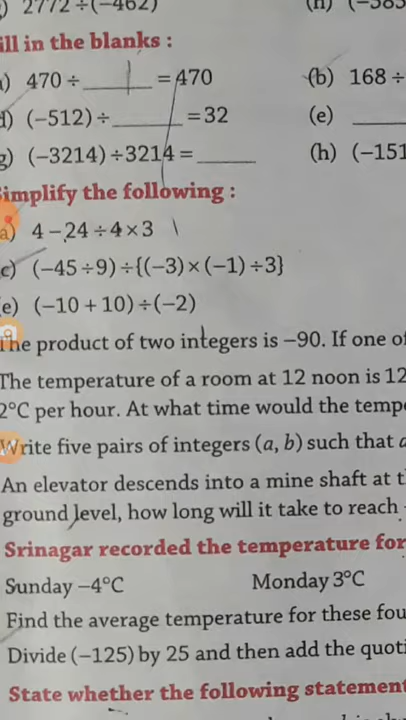 2772 ÷ (−462) (h) (−385
ill in the blanks :
470 ÷ ____1____ = 470 (b) 168 ÷
(−512) ÷ ______ = 32 (e) ____
(−3214) ÷ 3214 = ______ (h) (−151
Simplify the following :
a) 4 − 24 ÷ 4 × 3
c) (−45 ÷ 9) ÷ {(−3) × (−1) ÷ 3}
(e) (−10 + 10) ÷ (−2)
The product of two integers is −90. If one of
The temperature of a room at 12 noon is 12
2°C per hour. At what time would the temp
Write five pairs of integers (a, b) such that a
An elevator descends into a mine shaft at t
ground level, how long will it take to reach
Srinagar recorded the temperature for
Sunday −4°C Monday 3°C
Find the average temperature for these fou
Divide (−125) by 25 and then add the quoti
State whether the following statement